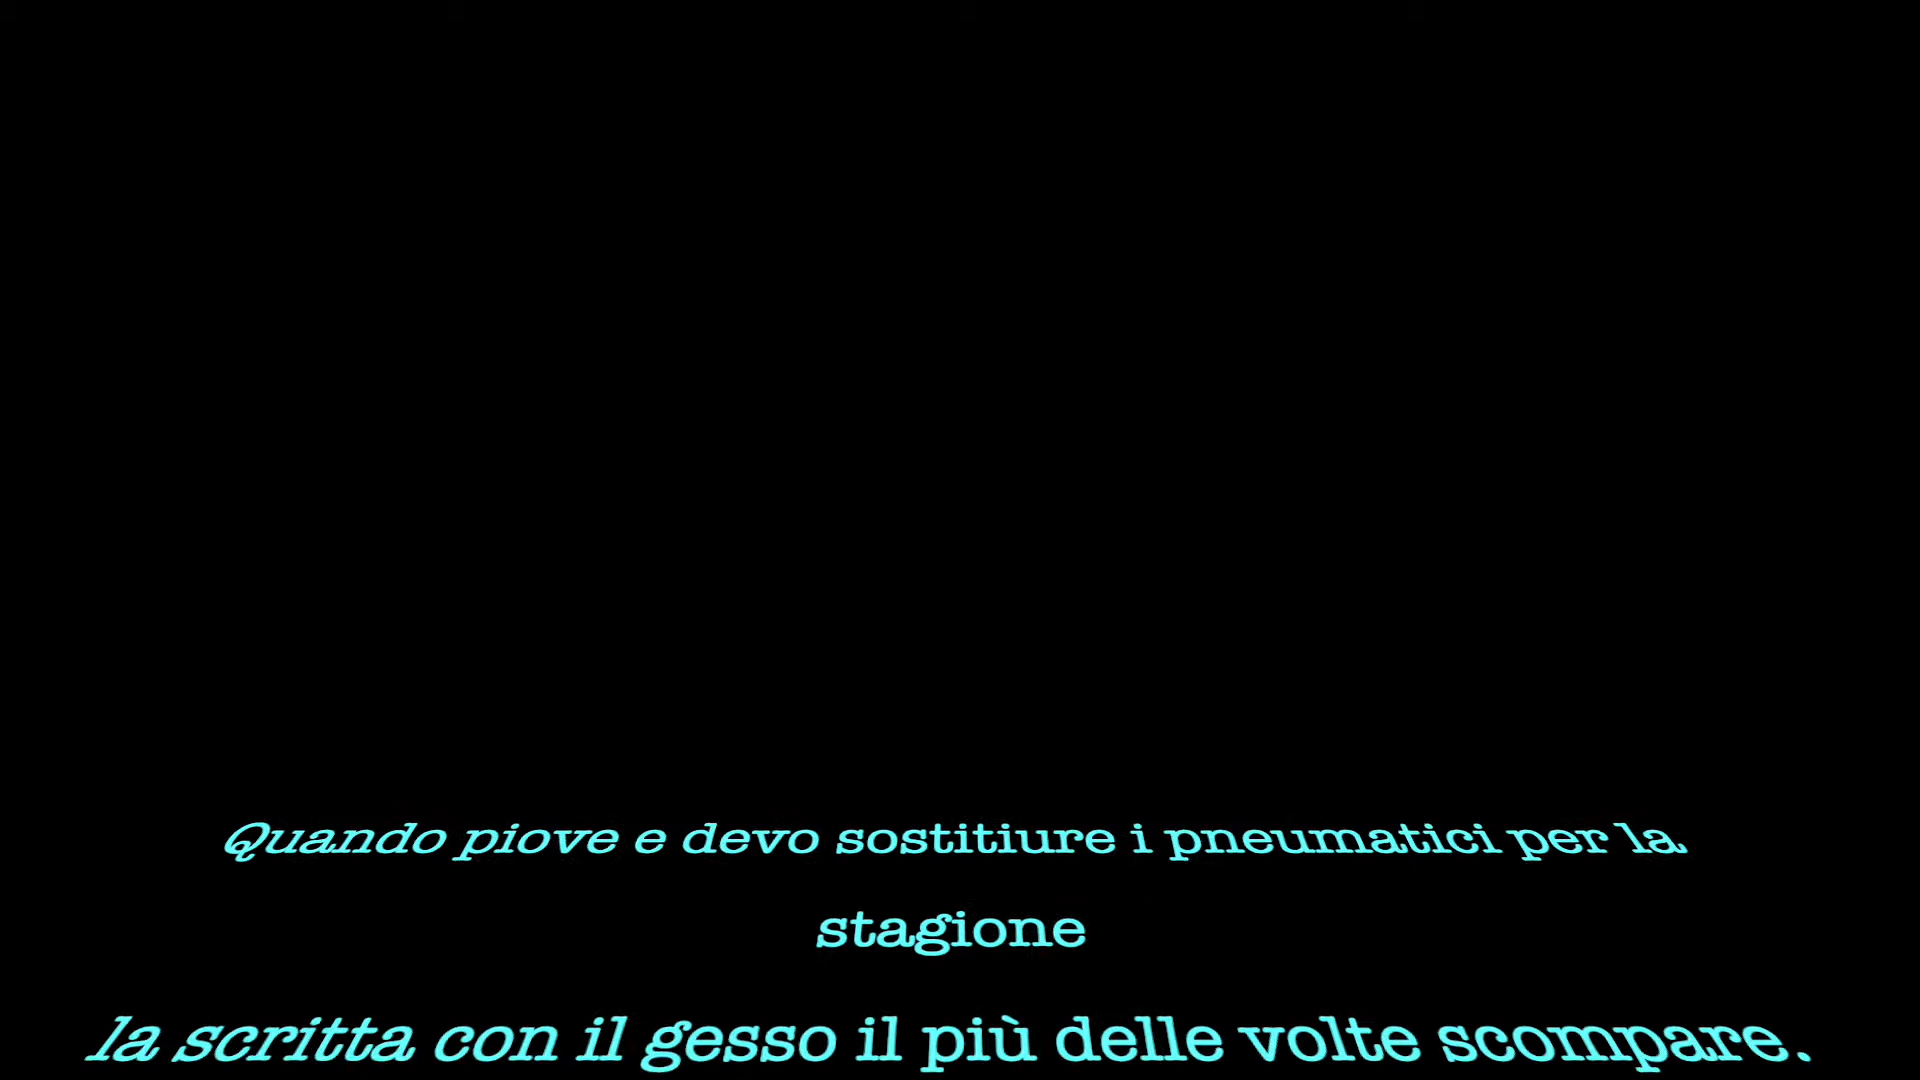 Quando piove e devo sostitiure i pneumatici per la
stagione
la scritta con il gesso il più delle volte scompare.